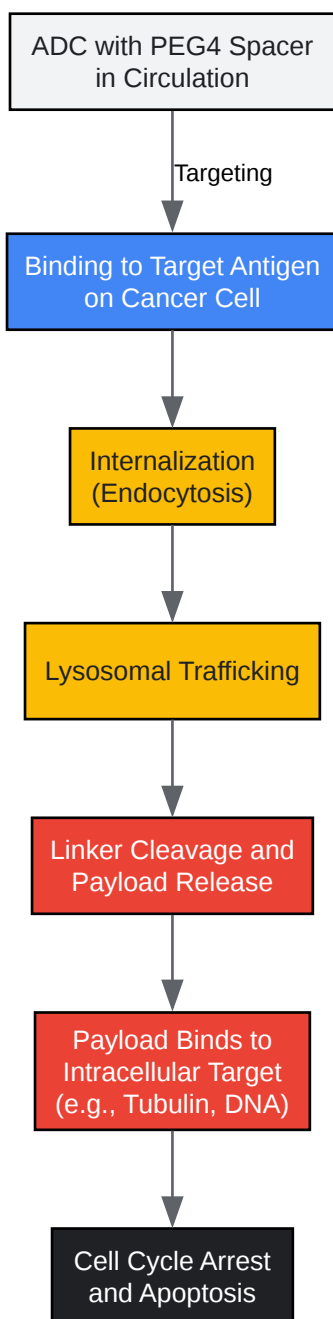 ADC with PEG4 Spacer
in Circulation
Targeting
Binding to Target Antigen
on Cancer Cell
Internalization
(Endocytosis)
Lysosomal Trafficking
Linker Cleavage and
Payload Release
Payload Binds to
Intracellular Target
(e.g., Tubulin, DNA)
Cell Cycle Arrest
and Apoptosis